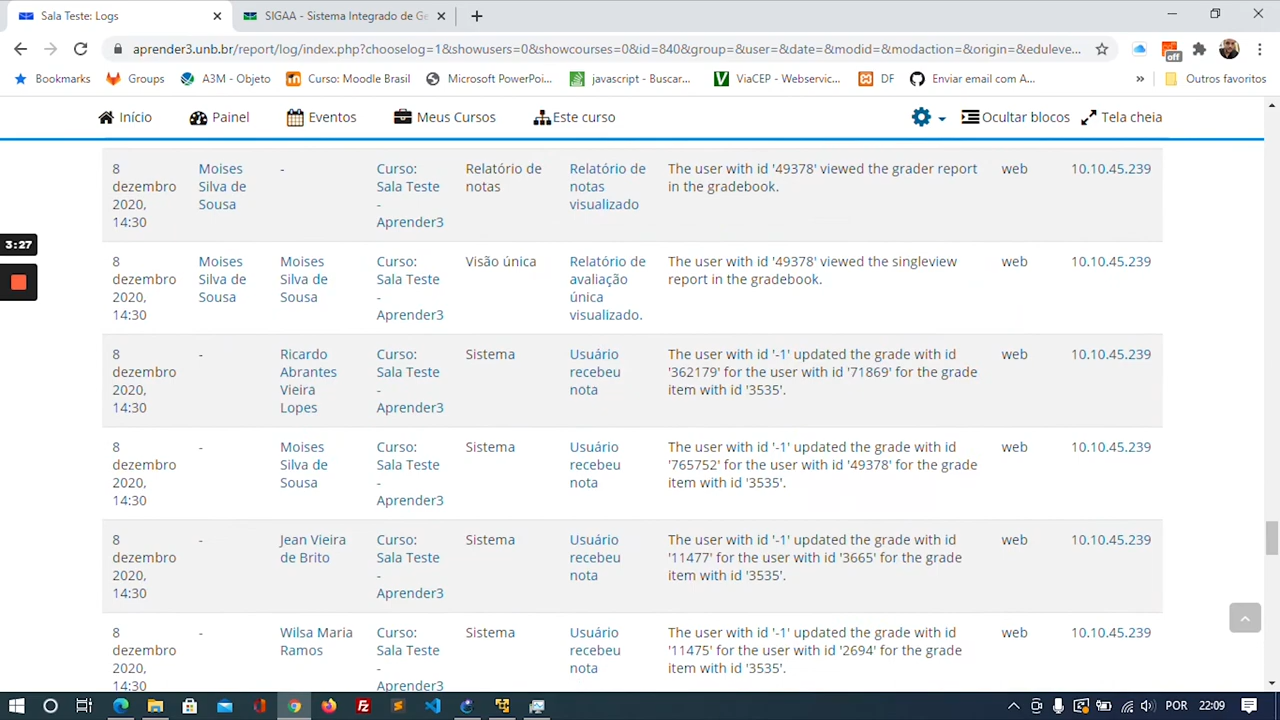 Sala Teste: Logs
SIGAA - Sistema Integrado de Ge
aprender3.unb.br/report/log/index.php?chooselog=1&showusers=0&showcourses=0&id=840&group=&user=&date=&modid=&modaction=&origin=&eduleve...
off
Bookmarks
Groups
A3M - Objeto
Curso: Moodle Brasil
Microsoft PowerPoi...
javascript - Buscar...
ViaCEP - Webservic...
DF
Enviar email com A...
»
Outros favoritos
Início
Painel
Eventos
Meus Cursos
Este curso
Ocultar blocos
Tela cheia
8
dezembro
2020,
14:30
Moises
Silva de
Sousa
-
Curso:
Sala Teste
-
Aprender3
Relatório de
notas
Relatório de
notas
visualizado
The user with id '49378' viewed the grader report
in the gradebook.
web
10.10.45.239
8
dezembro
2020,
14:30
Moises
Silva de
Sousa
Moises
Silva de
Sousa
Curso:
Sala Teste
-
Aprender3
Visão única
Relatório de
avaliação
única
visualizado.
The user with id '49378' viewed the singleview
report in the gradebook.
web
10.10.45.239
8
dezembro
2020,
14:30
-
Ricardo
Abrantes
Vieira
Lopes
Curso:
Sala Teste
-
Aprender3
Sistema
Usuário
recebeu
nota
The user with id '-1' updated the grade with id
'362179' for the user with id '71869' for the grade
item with id '3535'.
web
10.10.45.239
8
dezembro
2020,
14:30
-
Moises
Silva de
Sousa
Curso:
Sala Teste
-
Aprender3
Sistema
Usuário
recebeu
nota
The user with id '-1' updated the grade with id
'765752' for the user with id '49378' for the grade
item with id '3535'.
web
10.10.45.239
8
dezembro
2020,
14:30
-
Jean Vieira
de Brito
Curso:
Sala Teste
-
Aprender3
Sistema
Usuário
recebeu
nota
The user with id '-1' updated the grade with id
'11477' for the user with id '3665' for the grade
item with id '3535'.
web
10.10.45.239
8
dezembro
2020,
14:30
-
Wilsa Maria
Ramos
Curso:
Sala Teste
-
Aprender3
Sistema
Usuário
recebeu
nota
The user with id '-1' updated the grade with id
'11475' for the user with id '2694' for the grade
item with id '3535'.
web
10.10.45.239
3:27
POR
22:09